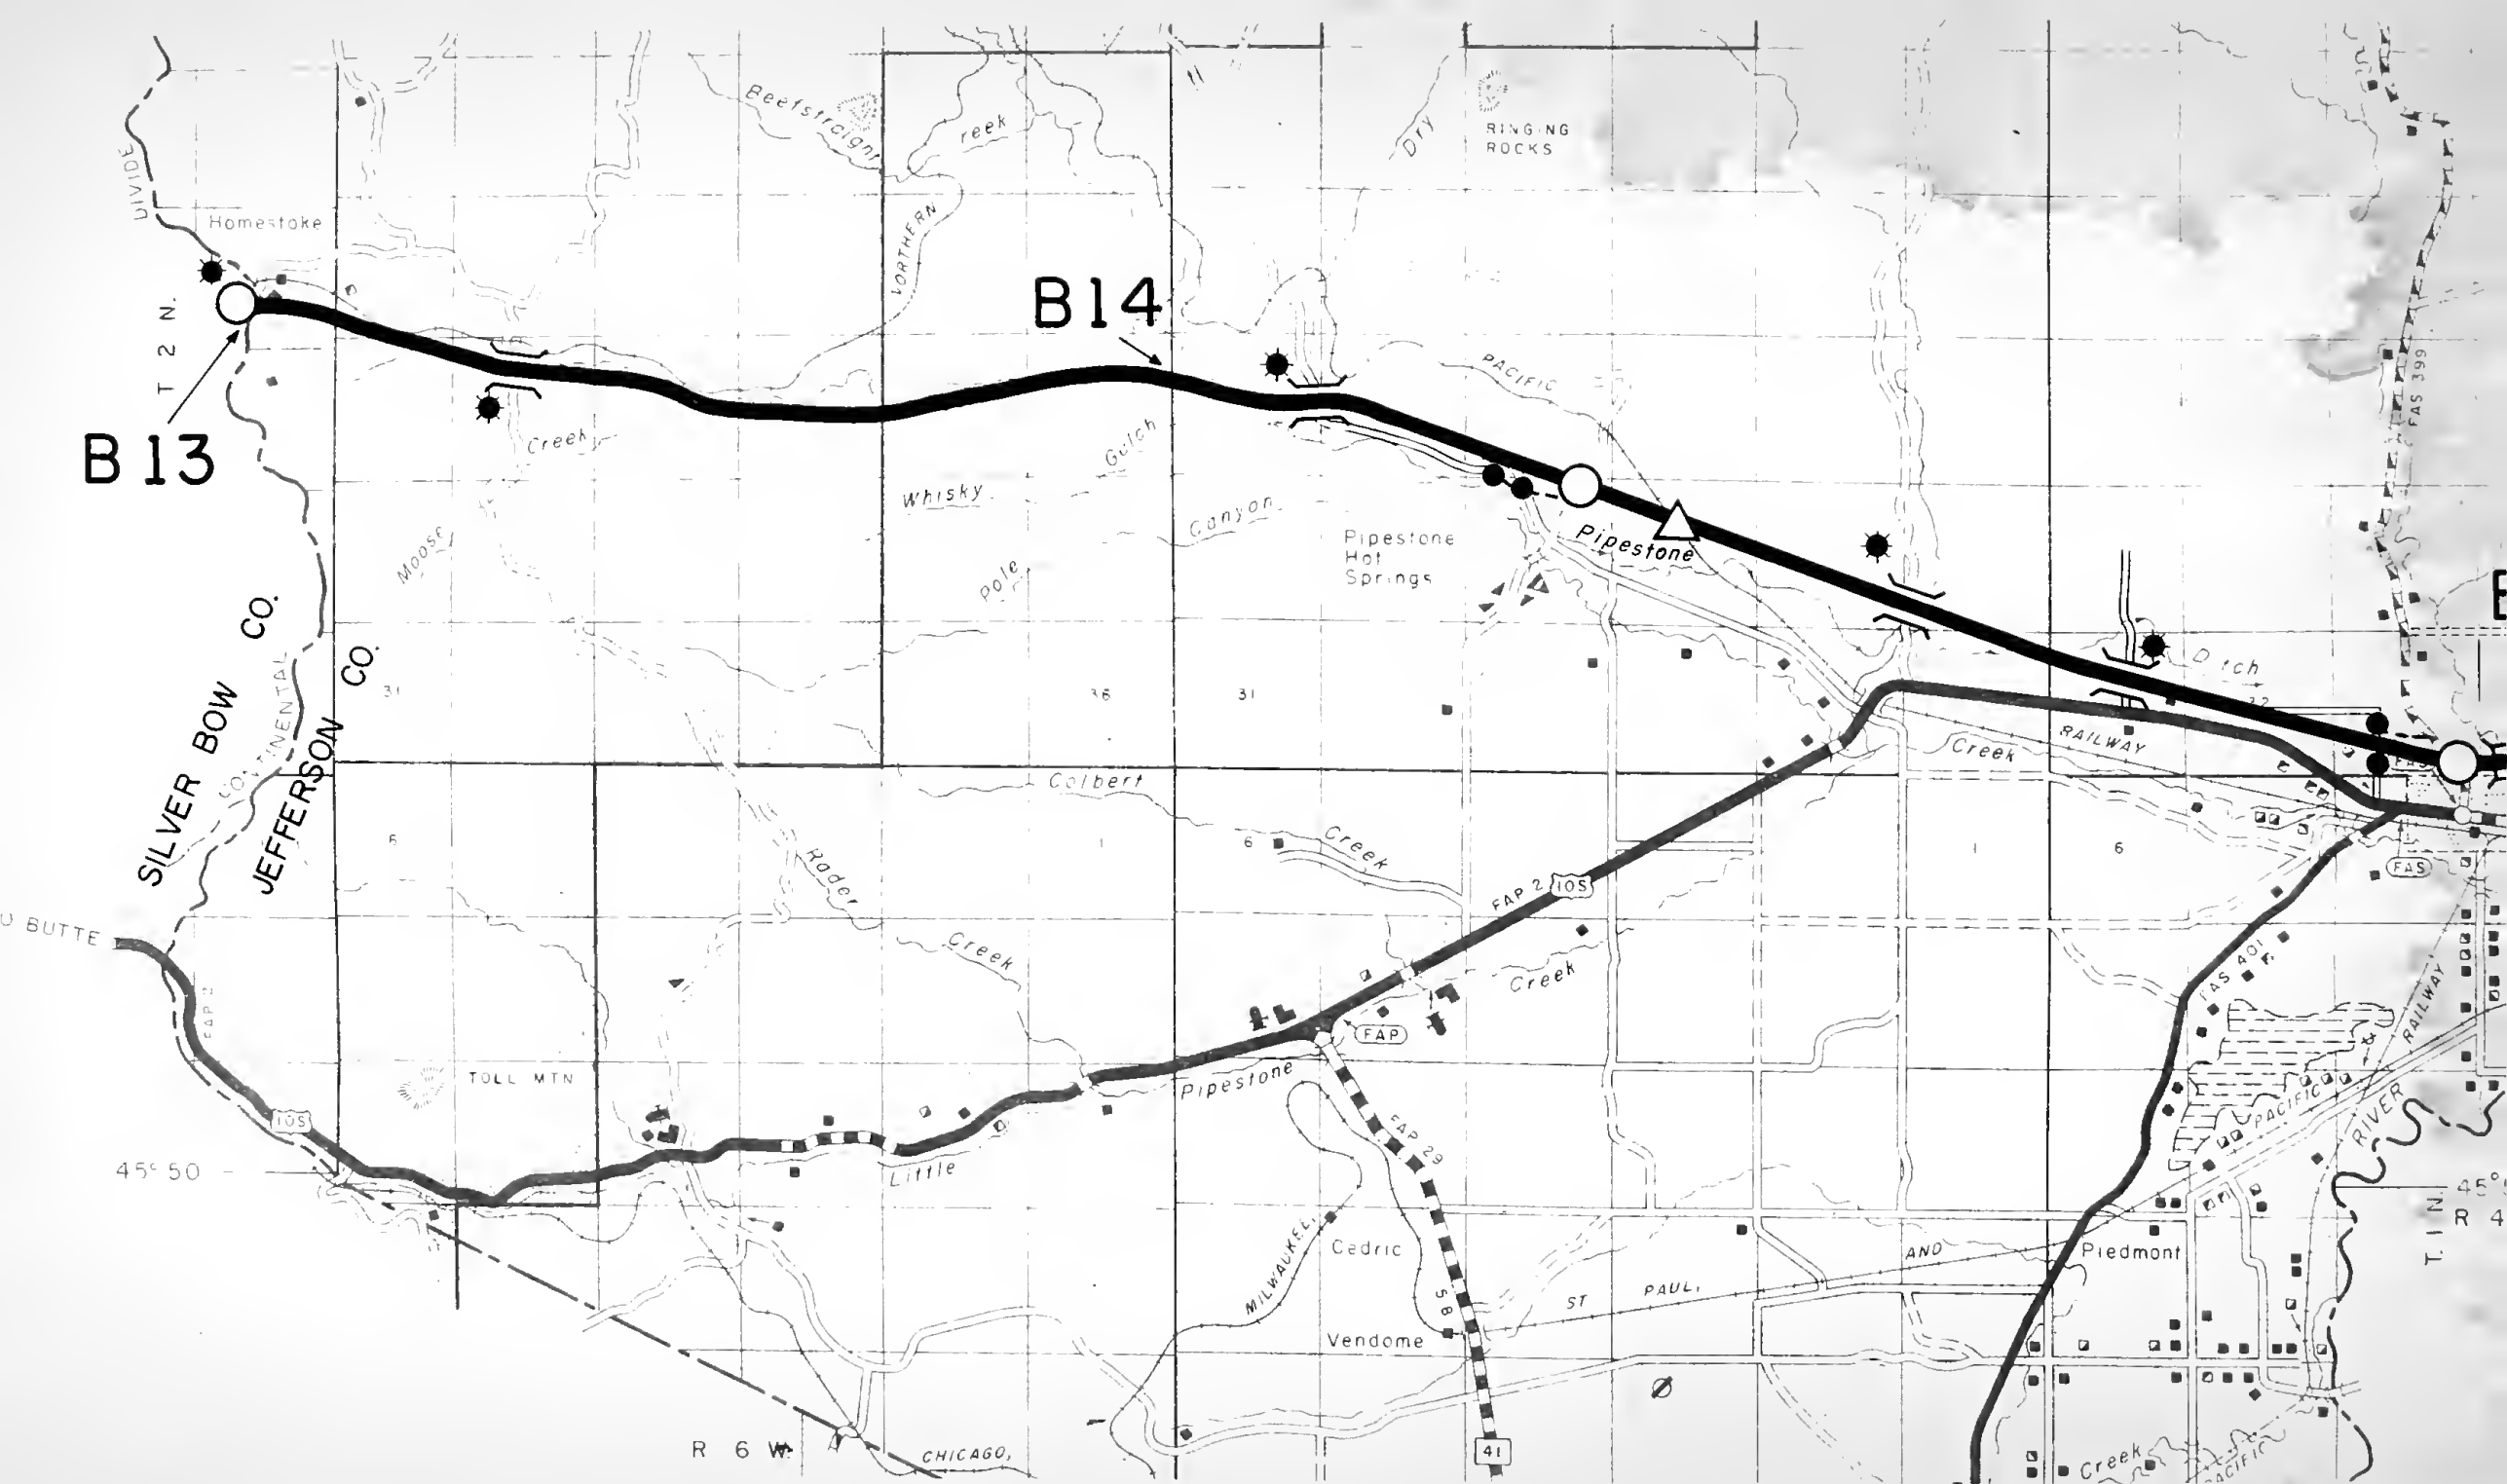 Beefstraight
reek
Dry
RINGING
ROCKS
DIVIDE
Homestake
NORTHERN
B14
T 2 N.
PACIFIC
FAS 399
B13
Creek
Gulch
Whisky
Canyon
Moose
Pole
Pipestone
Hot
Springs
Pipestone
SILVER BOW CO.
CONTINENTAL
JEFFERSON CO.
31
36
31
Ditch
RAILWAY
Creek
Colbert
Creek
6
1
6
1
6
Rader
Creek
FAP 2
10S
FAS
U BUTTE
FAP 2
Creek
FAP
FAS 401
RAILWAY
TOLL MTN
Pipestone
10S
45° 50
Little
FAP 29
PACIFIC
RIVER
45°
R 4
T. 1 N.
MILWAUKEE,
Cedric
ST PAUL,
AND
Piedmont
58
Vendome
R 6 W.
CHICAGO,
41
Creek
PACIFIC